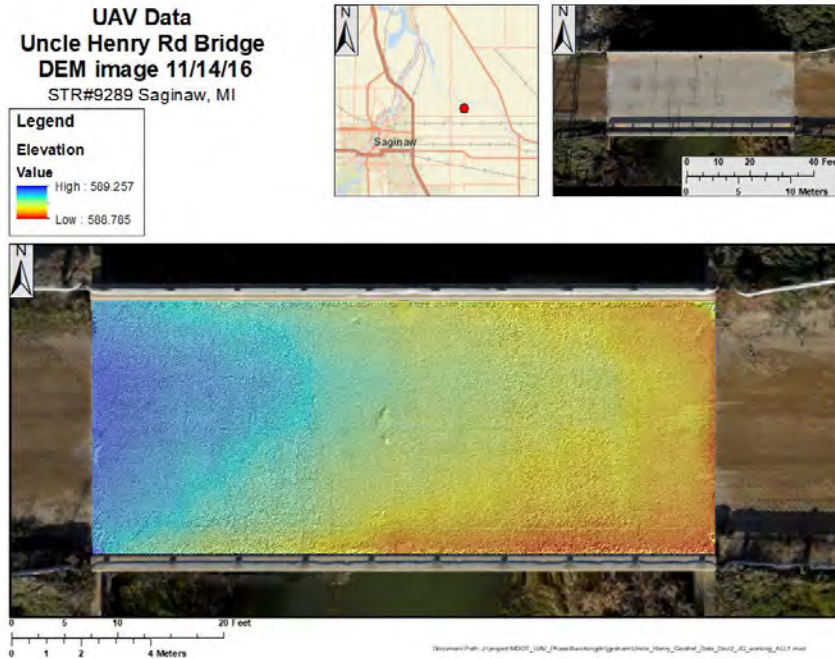 UAV Data
Uncle Henry Rd Bridge
DEM image 11/14/16
STR#9289 Saginaw, MI
Legend
Elevation
Value
High : 589.257
Low : 588.785
N
Saginaw
N
0 10 20 40 Feet
0 5 10 Meters
N
0 5 10 20 Feet
0 1 2 4 Meters